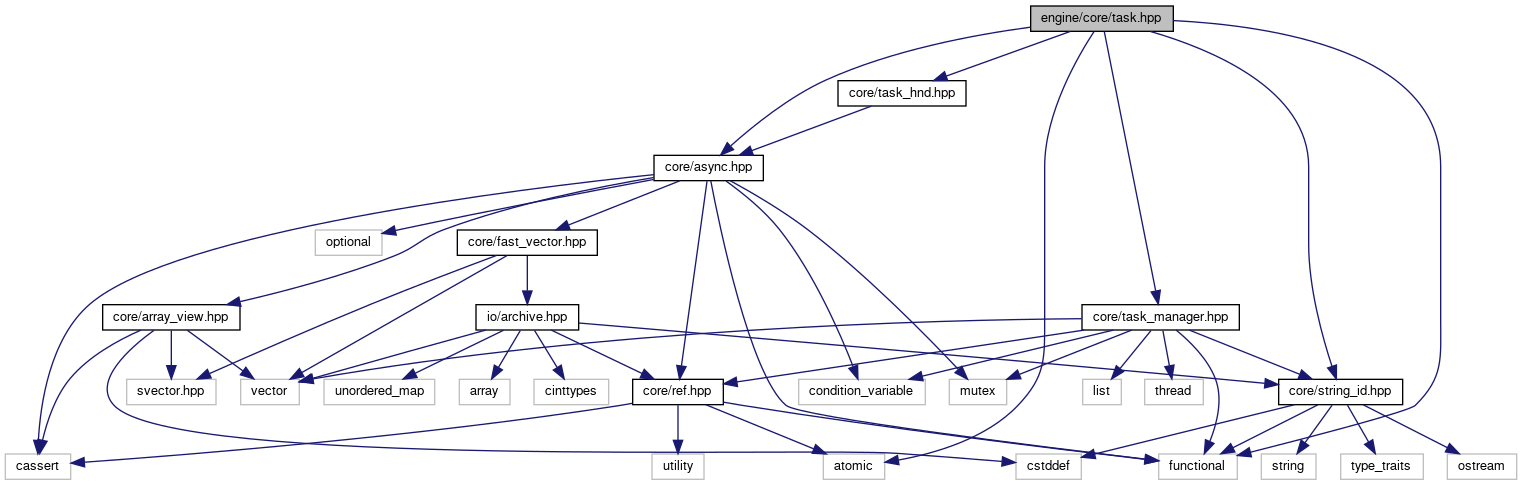 engine/core/task.hpp
core/task_hnd.hpp
core/async.hpp
optional
core/fast_vector.hpp
core/array_view.hpp
io/archive.hpp
core/task_manager.hpp
svector.hpp
vector
unordered_map
array
cinttypes
core/ref.hpp
condition_variable
mutex
list
thread
core/string_id.hpp
cassert
utility
atomic
cstddef
functional
string
type_traits
ostream